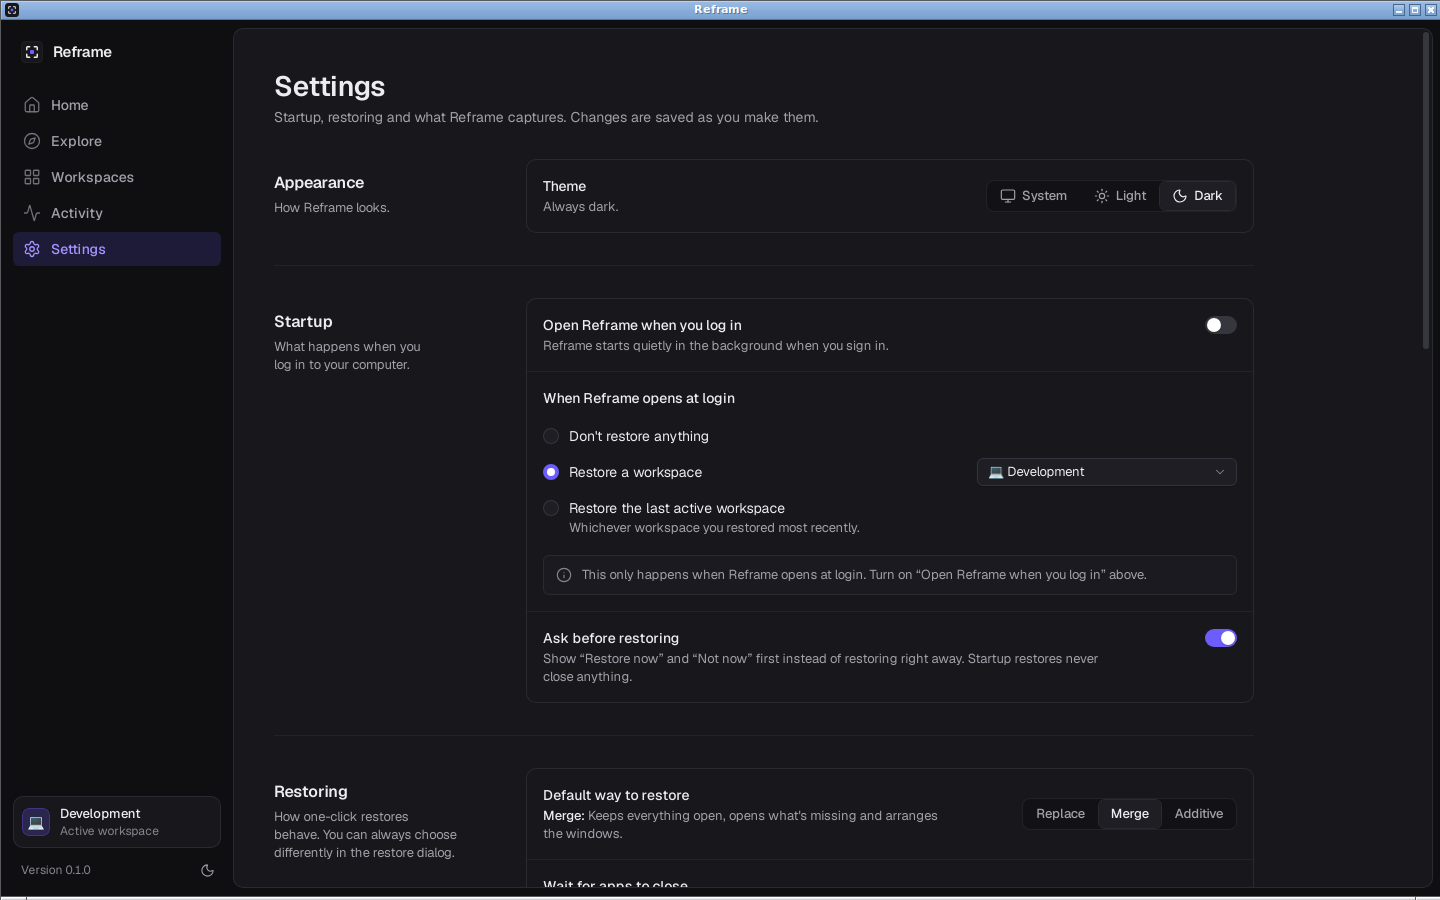 Reframe
Reframe
Home
Explore
Workspaces
Activity
Settings
Settings
Startup, restoring and what Reframe captures. Changes are saved as you make them.
Appearance
How Reframe looks.
Theme
Always dark.
System
Light
Dark
Startup
What happens when you
log in to your computer.
Open Reframe when you log in
Reframe starts quietly in the background when you sign in.
When Reframe opens at login
Don't restore anything
Restore a workspace
Development
Restore the last active workspace
Whichever workspace you restored most recently.
This only happens when Reframe opens at login. Turn on “Open Reframe when you log in” above.
Ask before restoring
Show “Restore now” and “Not now” first instead of restoring right away. Startup restores never
close anything.
Restoring
How one-click restores
behave. You can always choose
differently in the restore dialog.
Default way to restore
Merge: Keeps everything open, opens what's missing and arranges
the windows.
Replace
Merge
Additive
Wait for apps to close
Development
Active workspace
Version 0.1.0